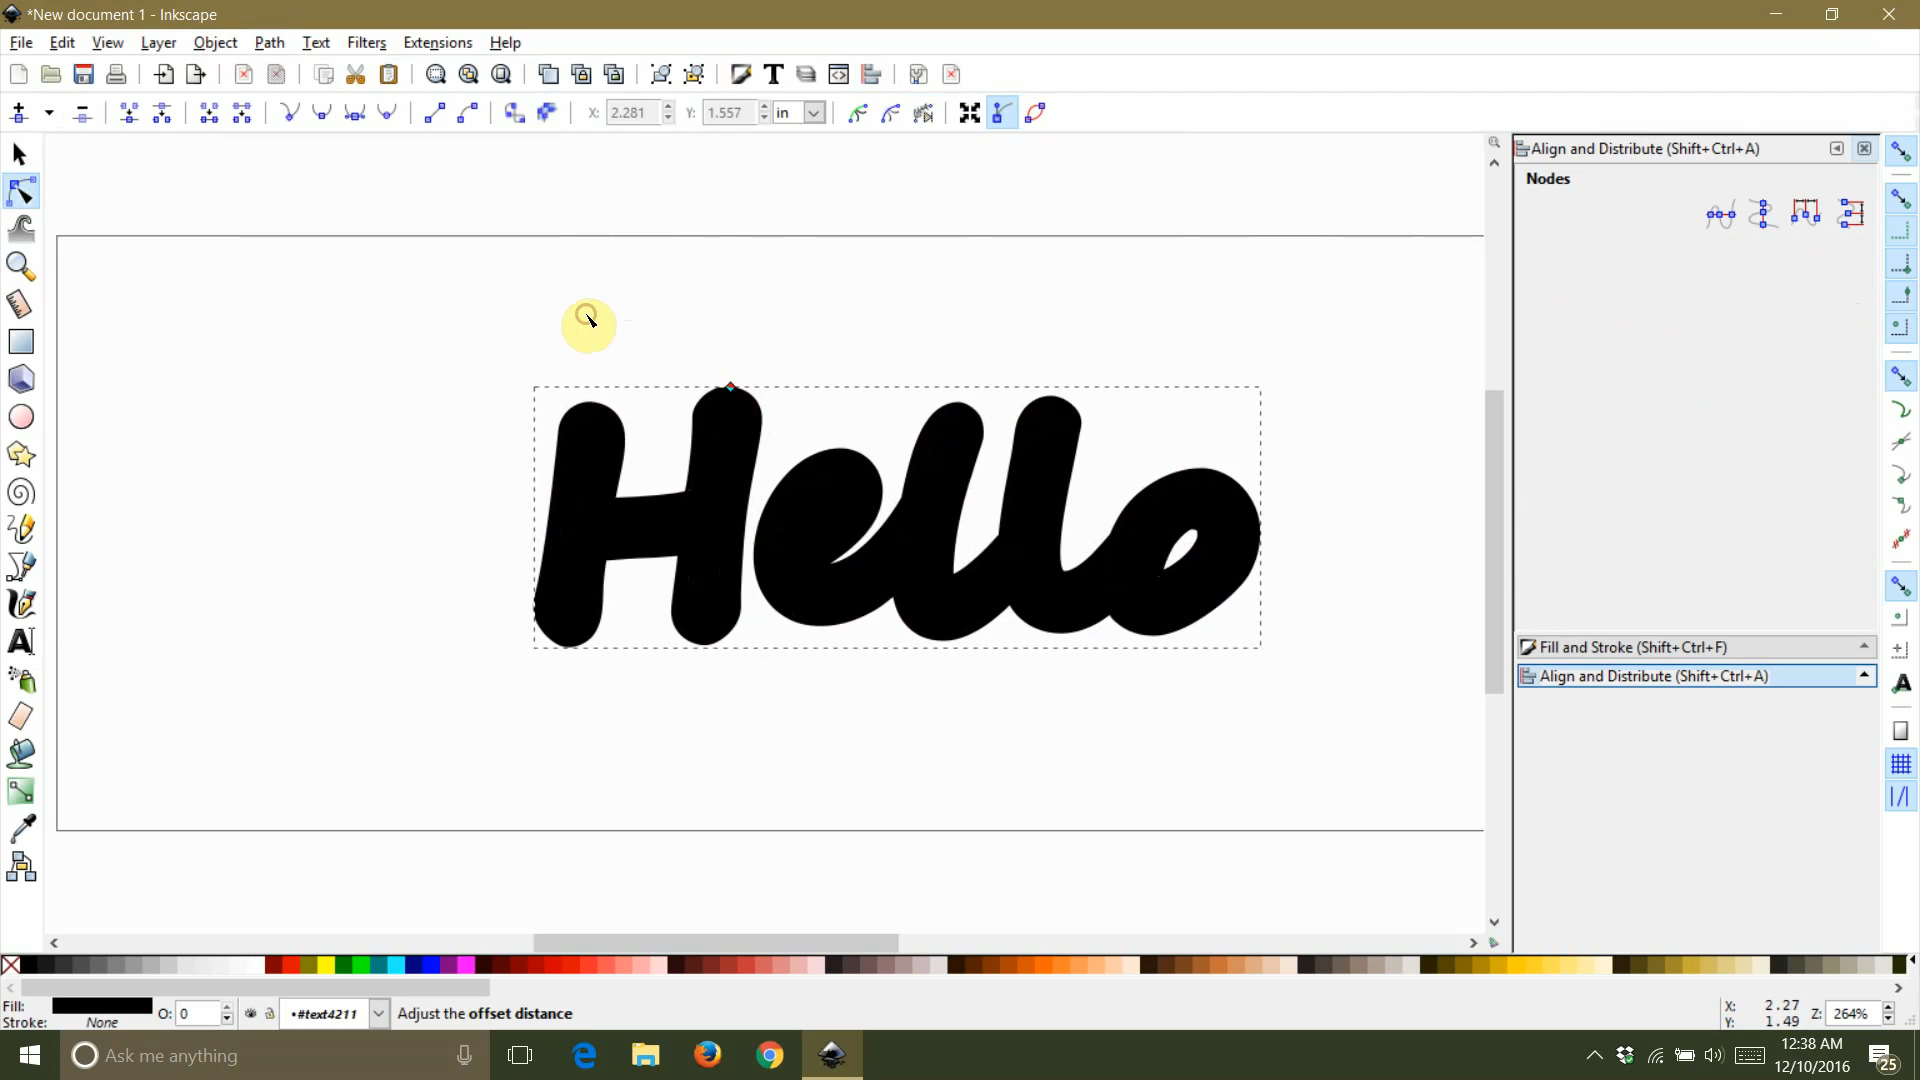 *New document 1 - Inkscape
File Edit View Layer Object Path Text Filters Extensions Help
X: 2.281 Y: 1.557 in
Align and Distribute (Shift+Ctrl+A)
Nodes
Hello
Fill and Stroke (Shift+Ctrl+F)
Align and Distribute (Shift+Ctrl+A)
Fill: O: 0 •#text4211 Adjust the offset distance X: 2.27 Z: 264%
Stroke: None Y: 1.49
Ask me anything
12:38 AM
12/10/2016
25